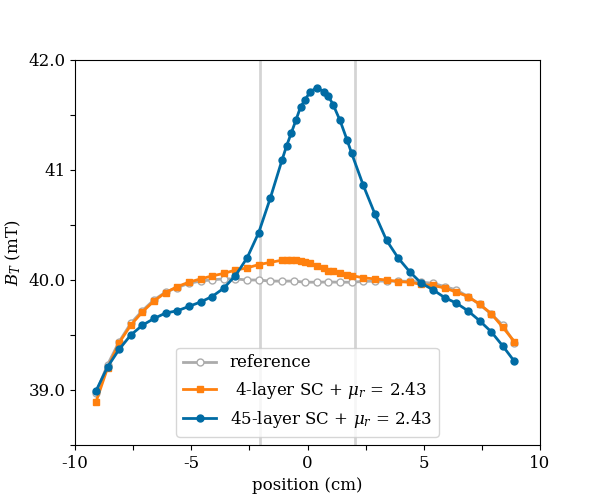 42.0
41
40.0
39.0
B_T (mT)
reference
4-layer SC + μ_r = 2.43
45-layer SC + μ_r = 2.43
-10 -5 0 5 10
position (cm)